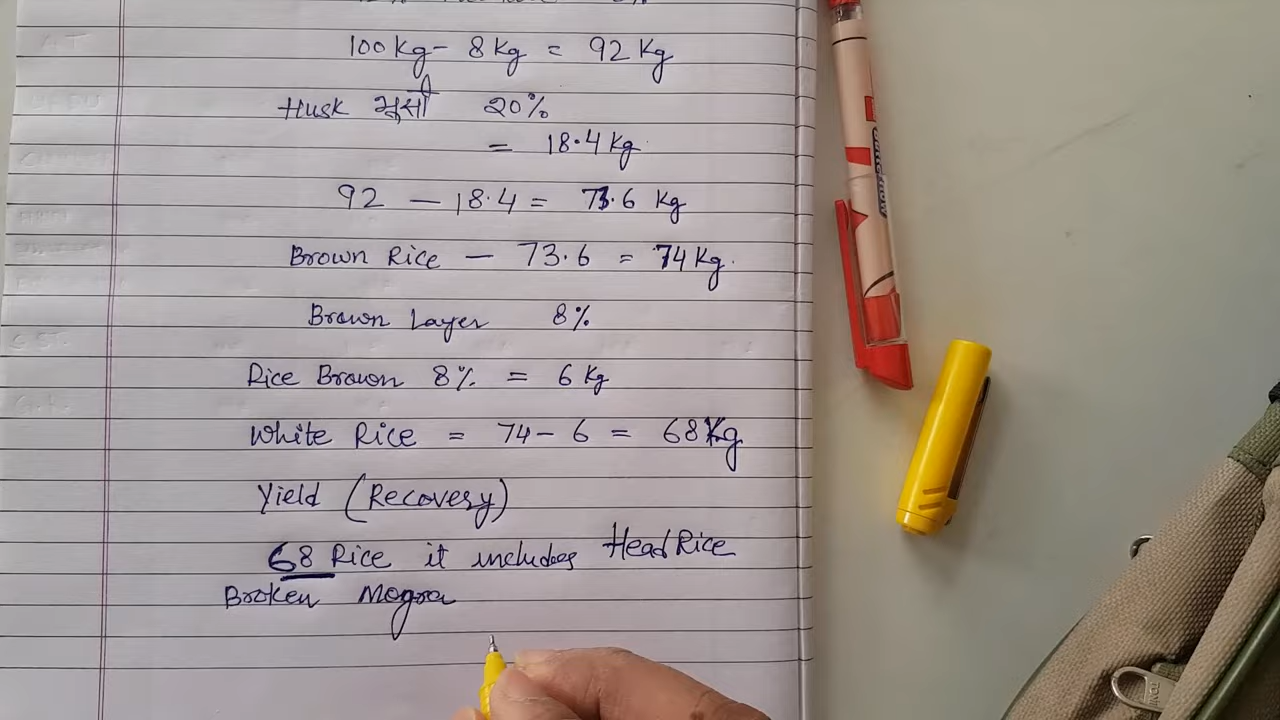 100 Kg - 8 Kg = 92 Kg
Husk भूसी 20%
= 18.4 Kg
92 - 18.4 = 73.6 Kg
Brown Rice - 73.6 = 74 Kg.
Brown Layer 8%
Rice Brown 8% = 6 Kg
White Rice = 74 - 6 = 68 Kg
Yield (Recovery)
68 Rice it includes Head Rice
Broken Mogra